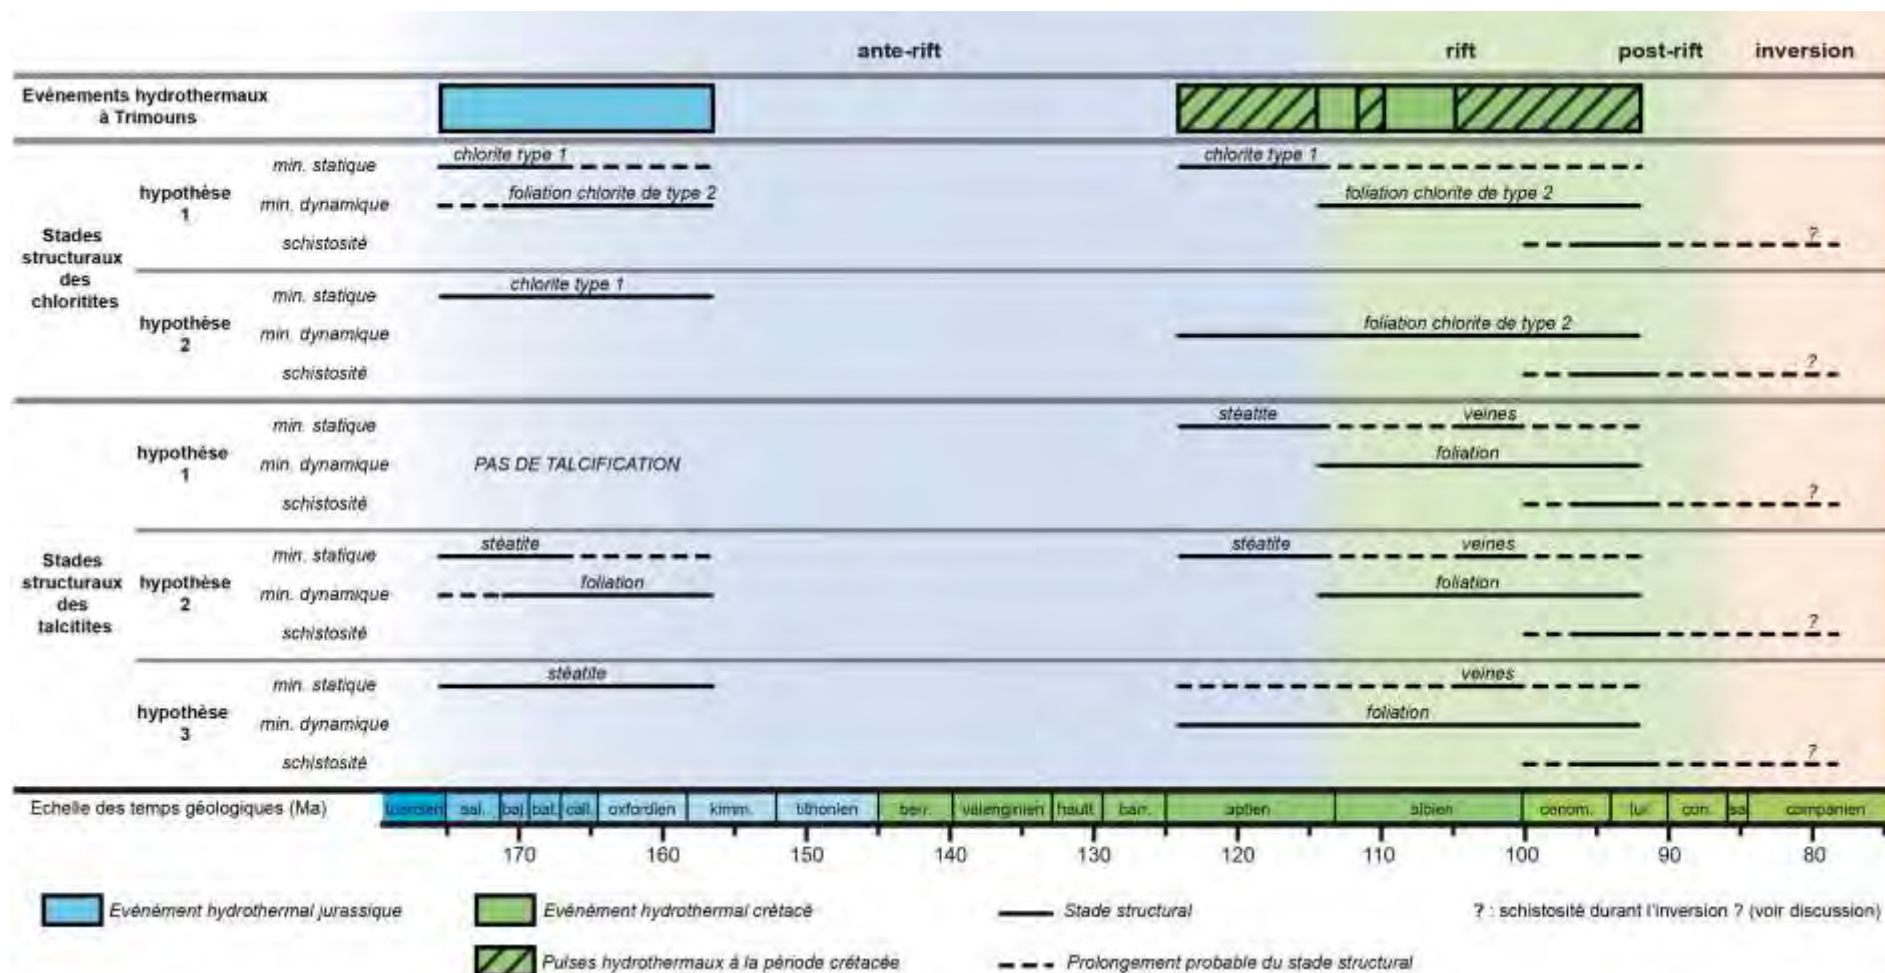 ante-rift rift post-rift inversion
Evénements hydrothermaux
à Trimouns
Stades
structuraux
des
chloritites
hypothèse
1
min. statique chlorite type 1 chlorite type 1
min. dynamique foliation chlorite de type 2 foliation chlorite de type 2
schistosité ?
hypothèse
2
min. statique chlorite type 1
min. dynamique foliation chlorite de type 2
schistosité ?
Stades
structuraux
des
talcitites
hypothèse
1
min. statique stéatite veines
min. dynamique PAS DE TALCIFICATION foliation
schistosité ?
hypothèse
2
min. statique stéatite stéatite veines
min. dynamique foliation foliation
schistosité ?
hypothèse
3
min. statique stéatite veines
min. dynamique foliation
schistosité ?
Echelle des temps géologiques (Ma) aal. baj. bat. call. oxfordien kimm. tithonien berr. valenginien haut. barr. aptien albien cenom. tur. con. sa. companien
170 160 150 140 130 120 110 100 90 80
Evénément hydrothermal jurassique Evénément hydrothermal crétacé Stade structural ? : schistosité durant l'inversion ? (voir discussion)
Pulses hydrothermaux à la période crétacée Prolongement probable du stade structural